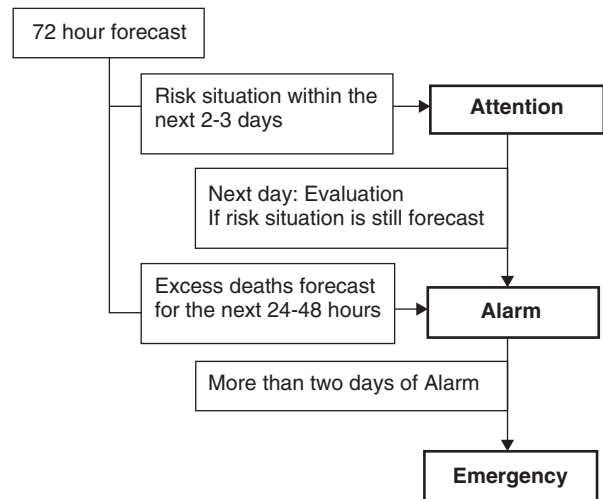 72 hour forecast
Risk situation within the
next 2-3 days
Attention
Next day: Evaluation
If risk situation is still forecast
Excess deaths forecast
for the next 24-48 hours
Alarm
More than two days of Alarm
Emergency